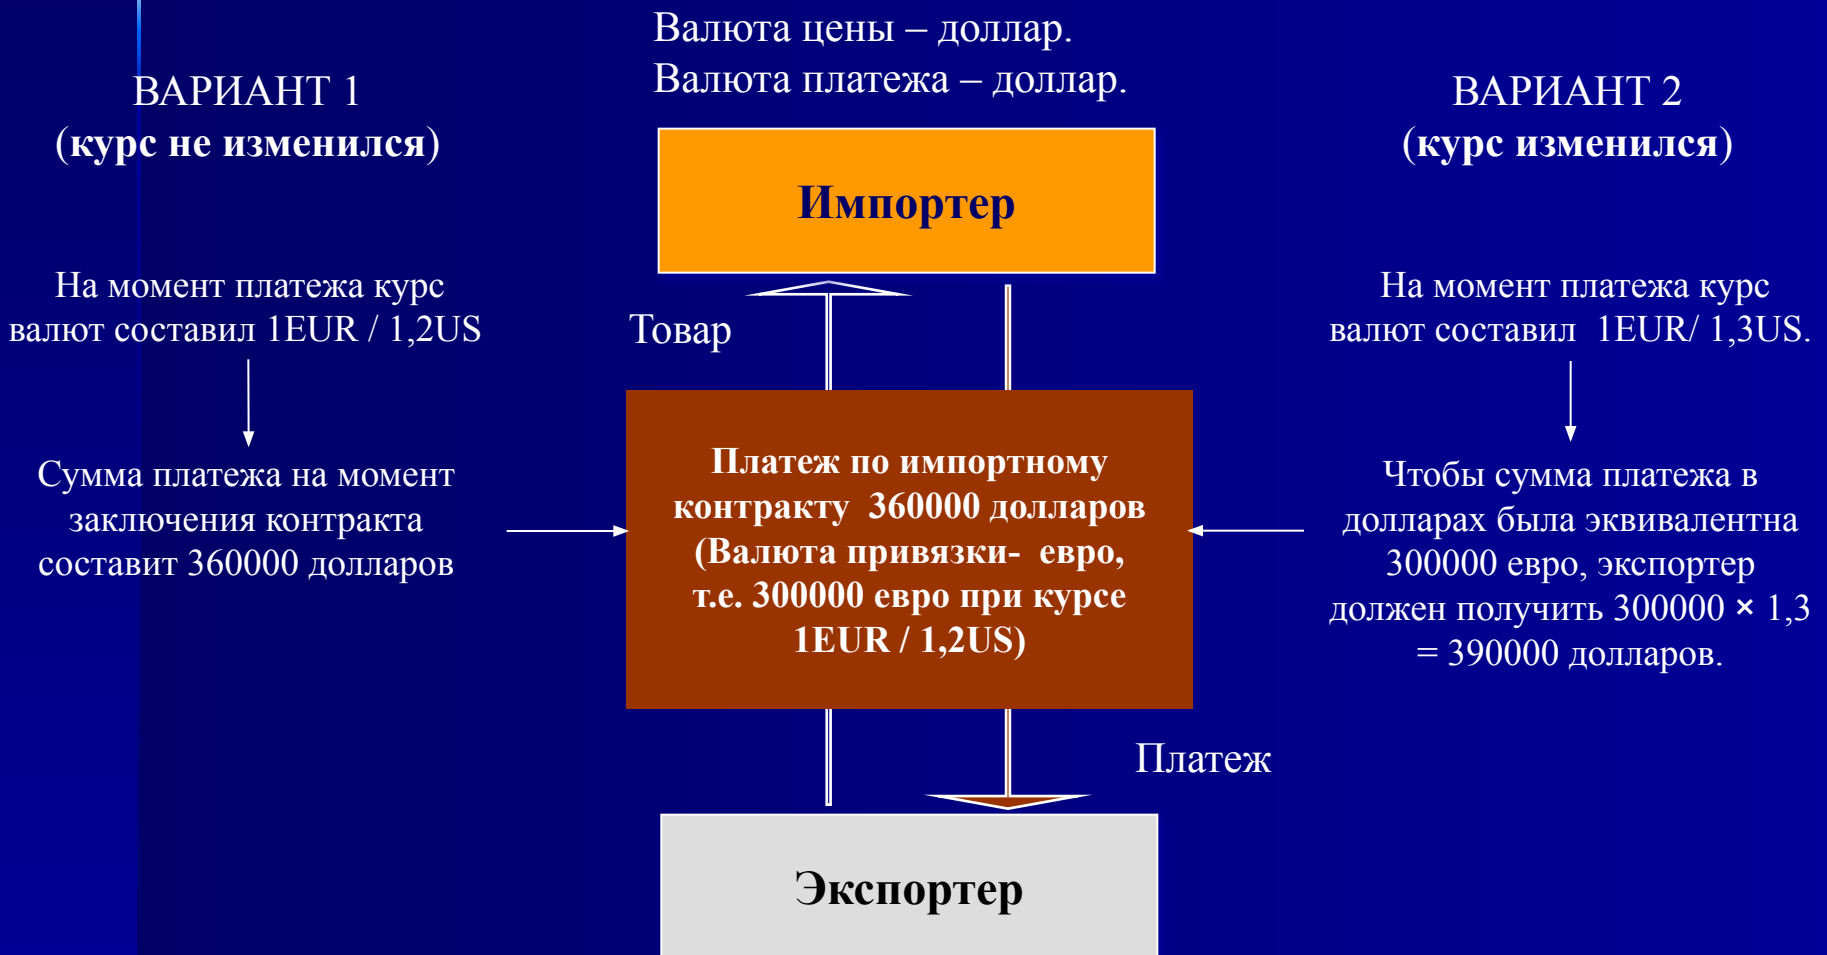 Валюта цены – доллар.
Валюта платежа – доллар.
ВАРИАНТ 1
(курс не изменился)
На момент платежа курс
валют составил 1EUR / 1,2US
Сумма платежа на момент
заключения контракта
составит 360000 долларов
Импортер
Товар
Платеж по импортному
контракту 360000 долларов
(Валюта привязки- евро,
т.е. 300000 евро при курсе
1EUR / 1,2US)
Платеж
Экспортер
ВАРИАНТ 2
(курс изменился)
На момент платежа курс
валют составил 1EUR/ 1,3US.
Чтобы сумма платежа в
долларах была эквивалентна
300000 евро, экспортер
должен получить 300000 × 1,3
= 390000 долларов.